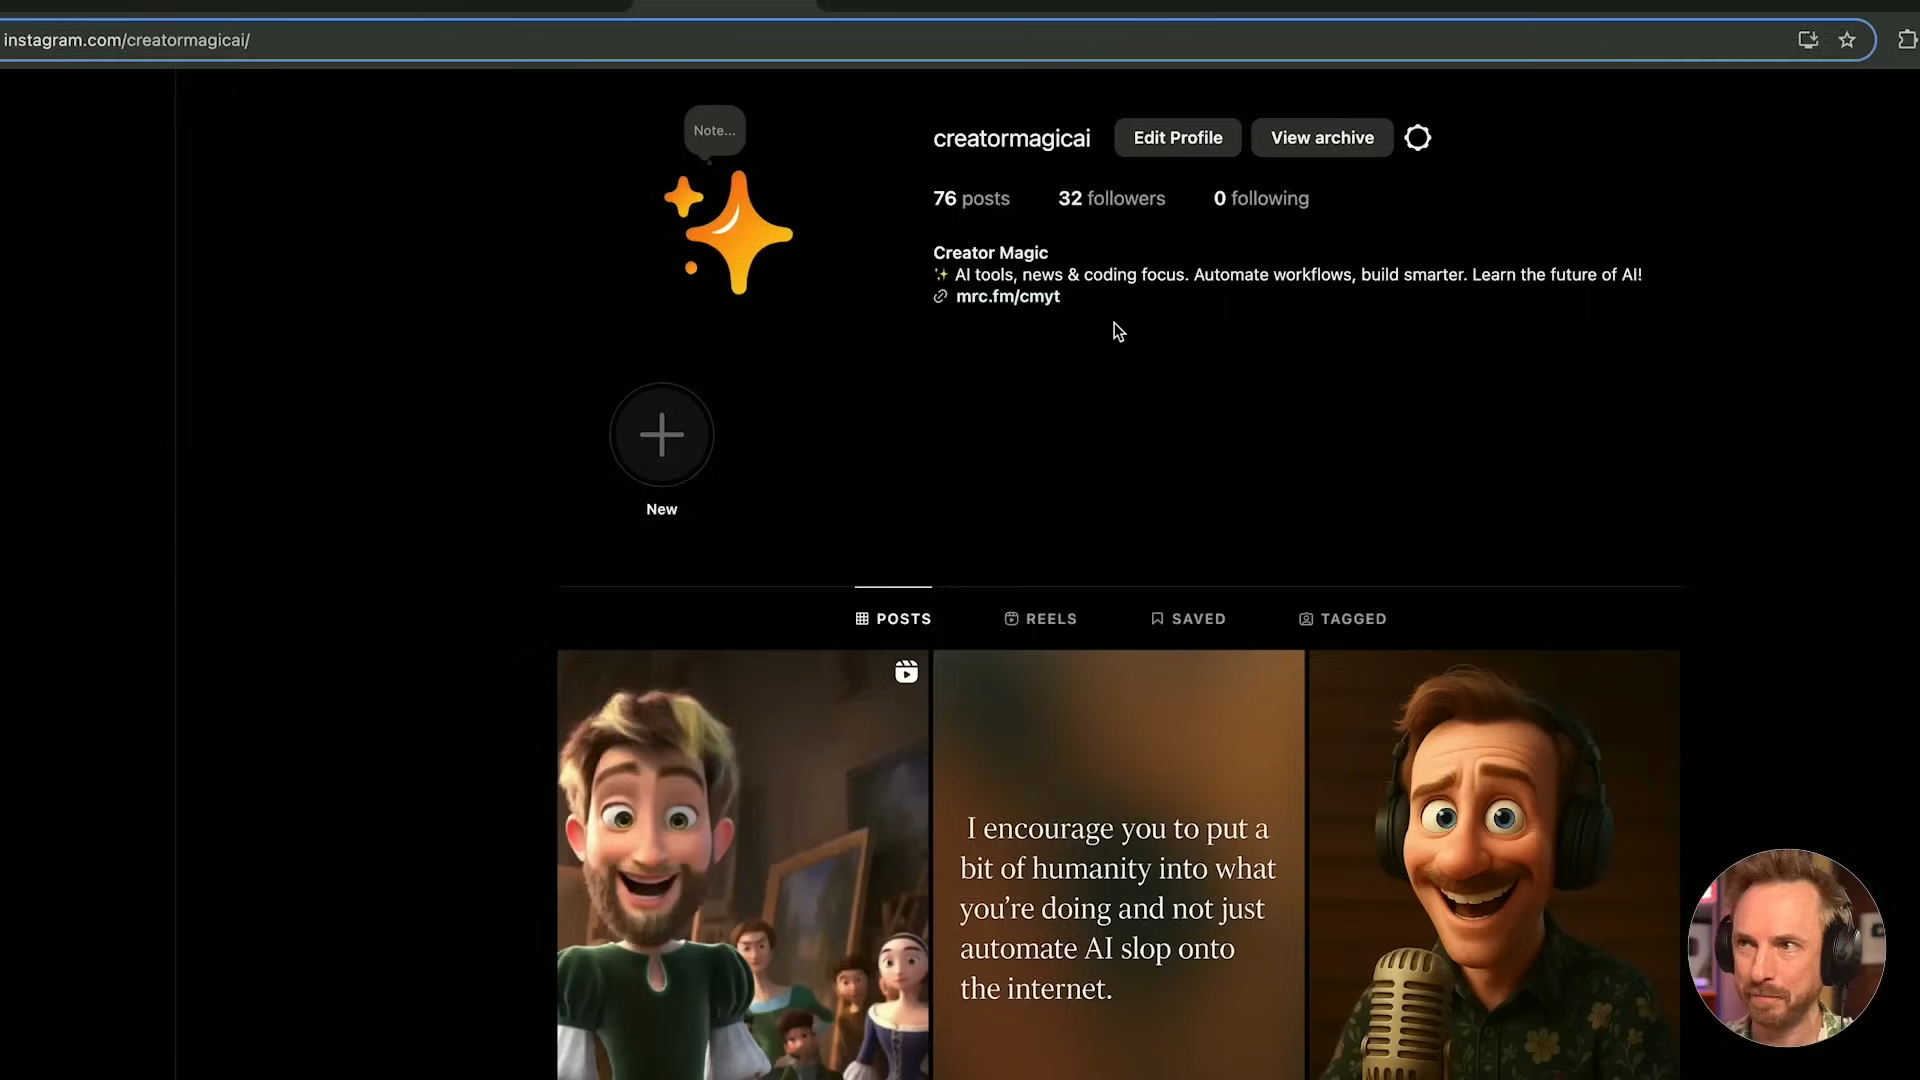 instagram.com/creatormagicai/
Note...
creatormagicai
Edit Profile
View archive
76 posts
32 followers
0 following
Creator Magic
✨ AI tools, news & coding focus. Automate workflows, build smarter. Learn the future of AI!
mrc.fm/cmyt
New
POSTS
REELS
SAVED
TAGGED
I encourage you to put a
bit of humanity into what
you're doing and not just
automate AI slop onto
the internet.